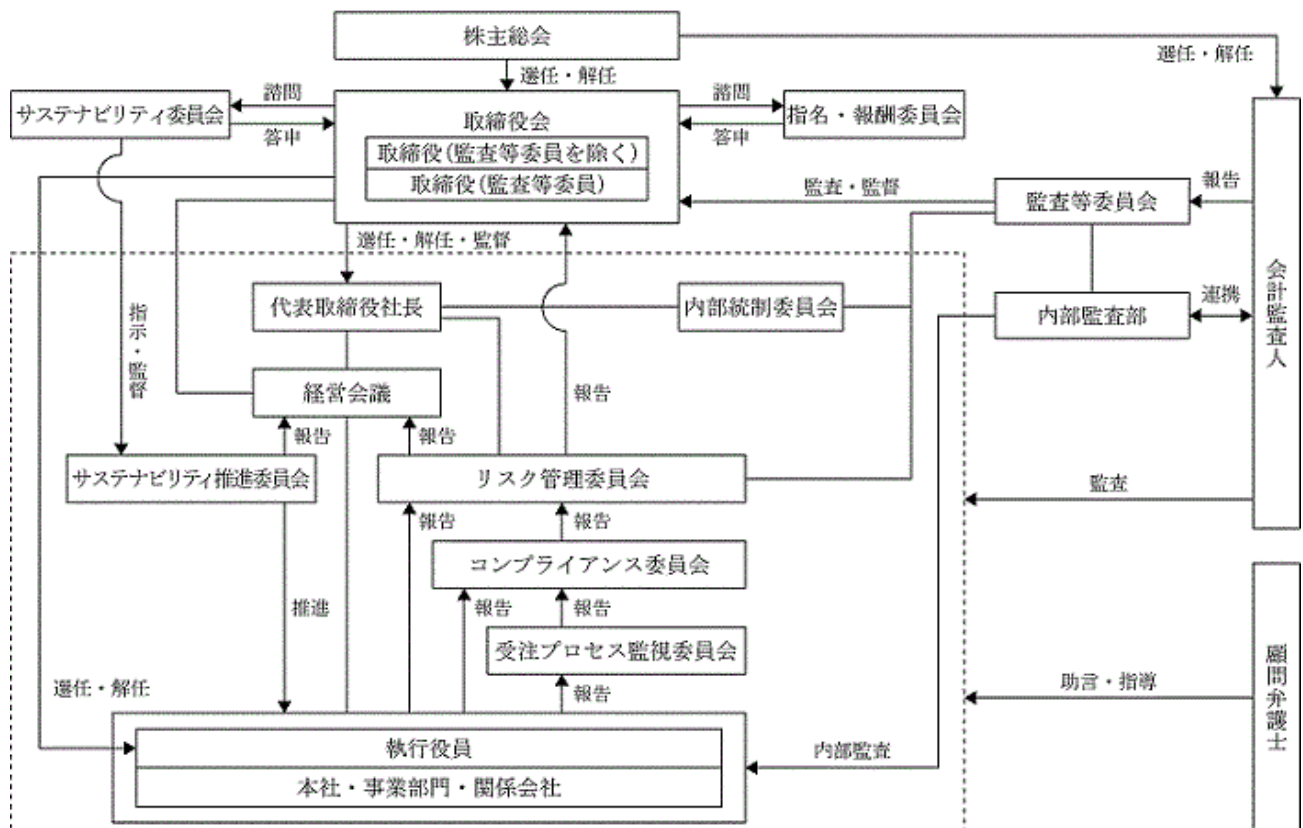 株主総会
選任・解任
選任・解任
サステナビリティ委員会
諮問
答申
取締役会
取締役(監査等委員を除く)
取締役(監査等委員)
諮問
答申
指名・報酬委員会
監査・監督
監査等委員会
報告
会計監査人
選任・解任・監督
代表取締役社長
内部統制委員会
内部監査部
連携
指示・監督
経営会議
報告
報告
報告
サステナビリティ推進委員会
リスク管理委員会
監査
報告
報告
コンプライアンス委員会
推進
報告
報告
受注プロセス監視委員会
選任・解任
報告
助言・指導
顧問弁護士
執行役員
本社・事業部門・関係会社
内部監査